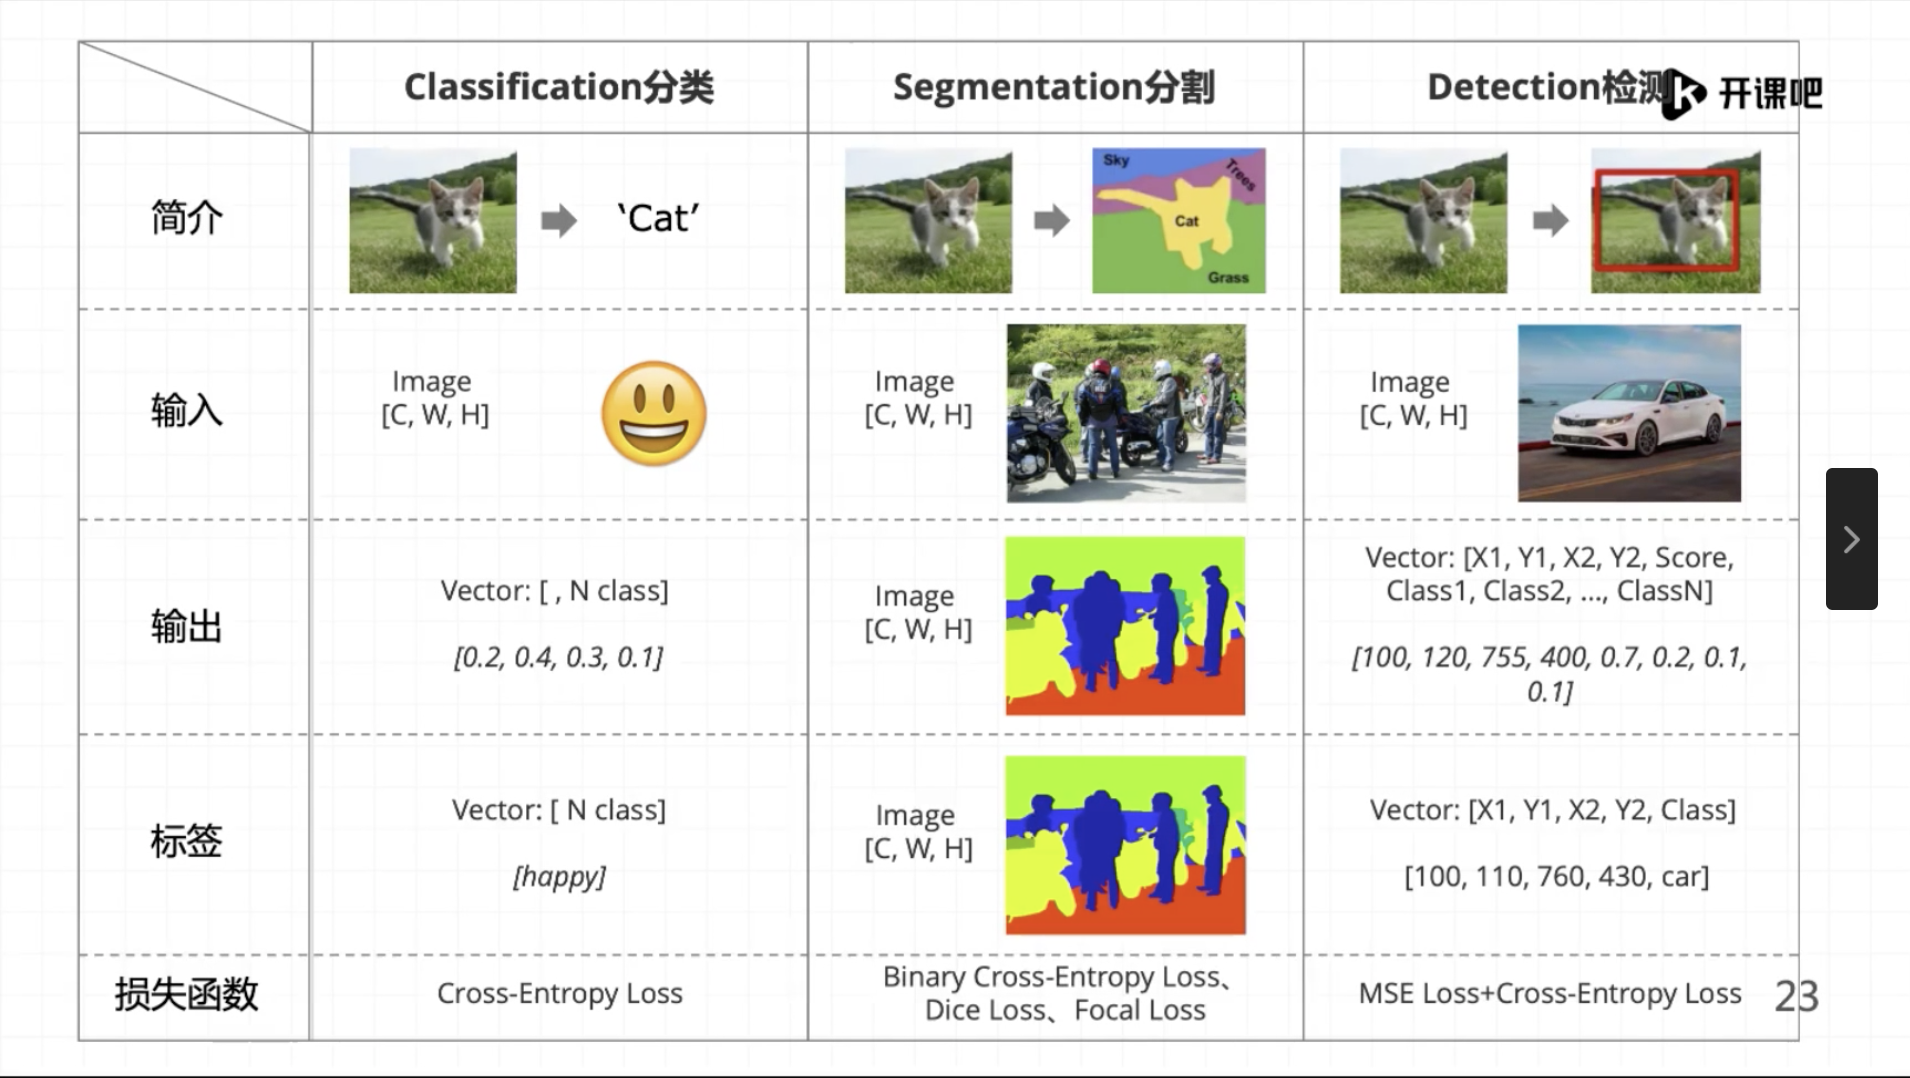 Classification分类
Segmentation分割
Detection检测
开课吧
简介
‘Cat’
Sky
Trees
Cat
Grass
输入
Image
[C, W, H]
Image
[C, W, H]
Image
[C, W, H]
输出
Vector: [ , N class]
[0.2, 0.4, 0.3, 0.1]
Image
[C, W, H]
Vector: [X1, Y1, X2, Y2, Score,
Class1, Class2, ..., ClassN]
[100, 120, 755, 400, 0.7, 0.2, 0.1,
0.1]
标签
Vector: [ N class]
[happy]
Image
[C, W, H]
Vector: [X1, Y1, X2, Y2, Class]
[100, 110, 760, 430, car]
损失函数
Cross-Entropy Loss
Binary Cross-Entropy Loss、
Dice Loss、Focal Loss
MSE Loss+Cross-Entropy Loss
23